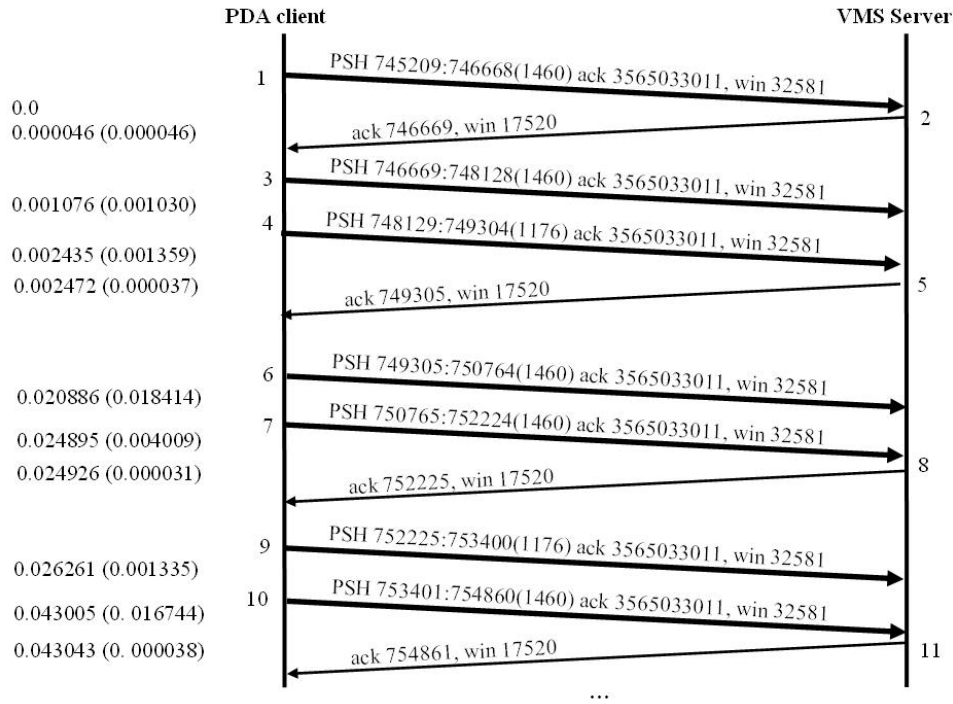 PDA client
VMS Server
1
PSH 745209:746668(1460) ack 3565033011, win 32581
0.0
2
0.000046 (0.000046)
ack 746669, win 17520
3
PSH 746669:748128(1460) ack 3565033011, win 32581
0.001076 (0.001030)
4
PSH 748129:749304(1176) ack 3565033011, win 32581
0.002435 (0.001359)
0.002472 (0.000037)
5
ack 749305, win 17520
6
PSH 749305:750764(1460) ack 3565033011, win 32581
0.020886 (0.018414)
7
PSH 750765:752224(1460) ack 3565033011, win 32581
0.024895 (0.004009)
0.024926 (0.000031)
8
ack 752225, win 17520
9
PSH 752225:753400(1176) ack 3565033011, win 32581
0.026261 (0.001335)
10
PSH 753401:754860(1460) ack 3565033011, win 32581
0.043005 (0. 016744)
0.043043 (0. 000038)
11
ack 754861, win 17520
...